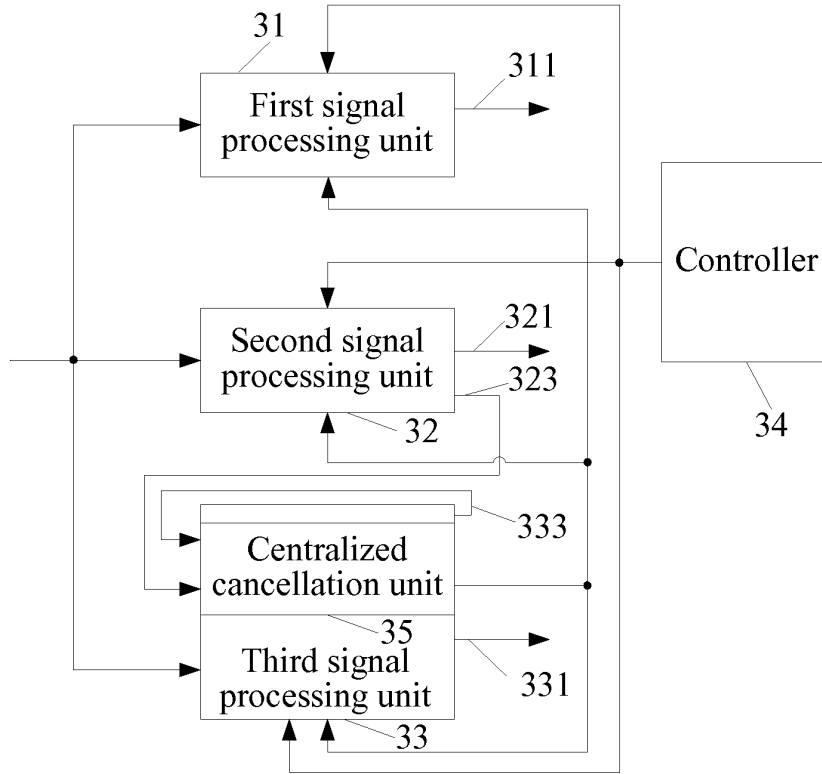 31
First signal
processing unit
311
Controller
34
Second signal
processing unit
321
323
32
333
Centralized
cancellation unit
35
Third signal
processing unit
331
33